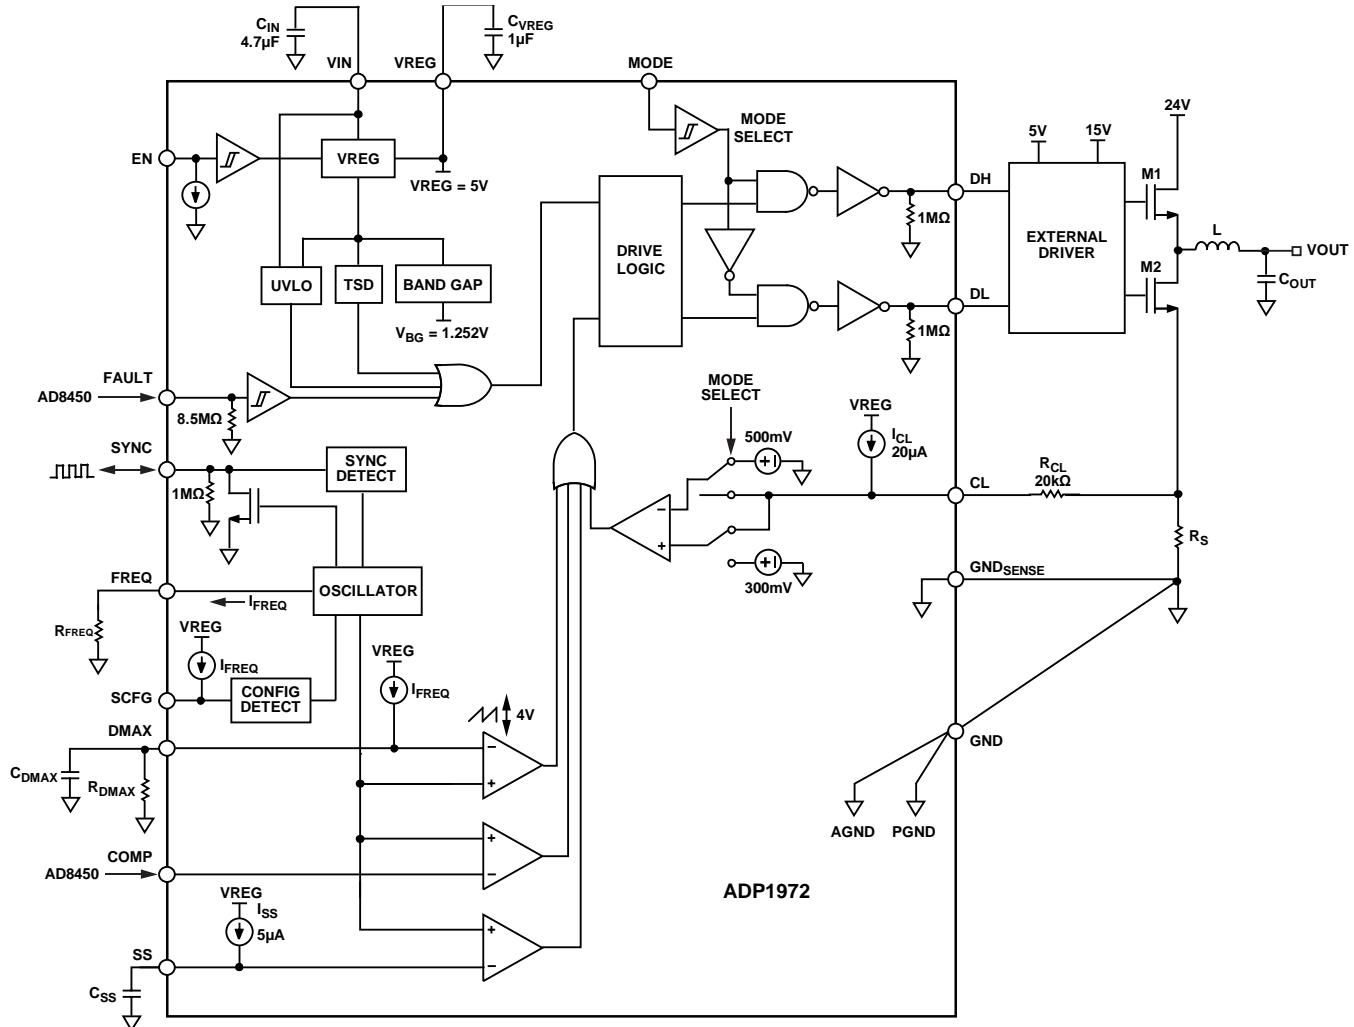 CIN
4.7µF
CVREG
1µF
VIN
VREG
MODE
24V
MODE
SELECT
5V
15V
EN
VREG
VREG = 5V
DH
M1
1MΩ
DRIVE
LOGIC
EXTERNAL
DRIVER
L
VOUT
COUT
UVLO
TSD
BAND GAP
M2
DL
VBG = 1.252V
1MΩ
FAULT
AD8450
8.5MΩ
MODE
SELECT
VREG
500mV
ICL
20µA
SYNC
SYNC
DETECT
1MΩ
CL
RCL
20kΩ
RS
FREQ
IFREQ
OSCILLATOR
GNDSENSE
300mV
RFREQ
VREG
IFREQ
VREG
IFREQ
SCFG
CONFIG
DETECT
4V
DMAX
GND
CDMAX
RDMAX
–
+
AGND
PGND
COMP
AD8450
+
–
ADP1972
VREG
ISS
5µA
SS
+
–
CSS